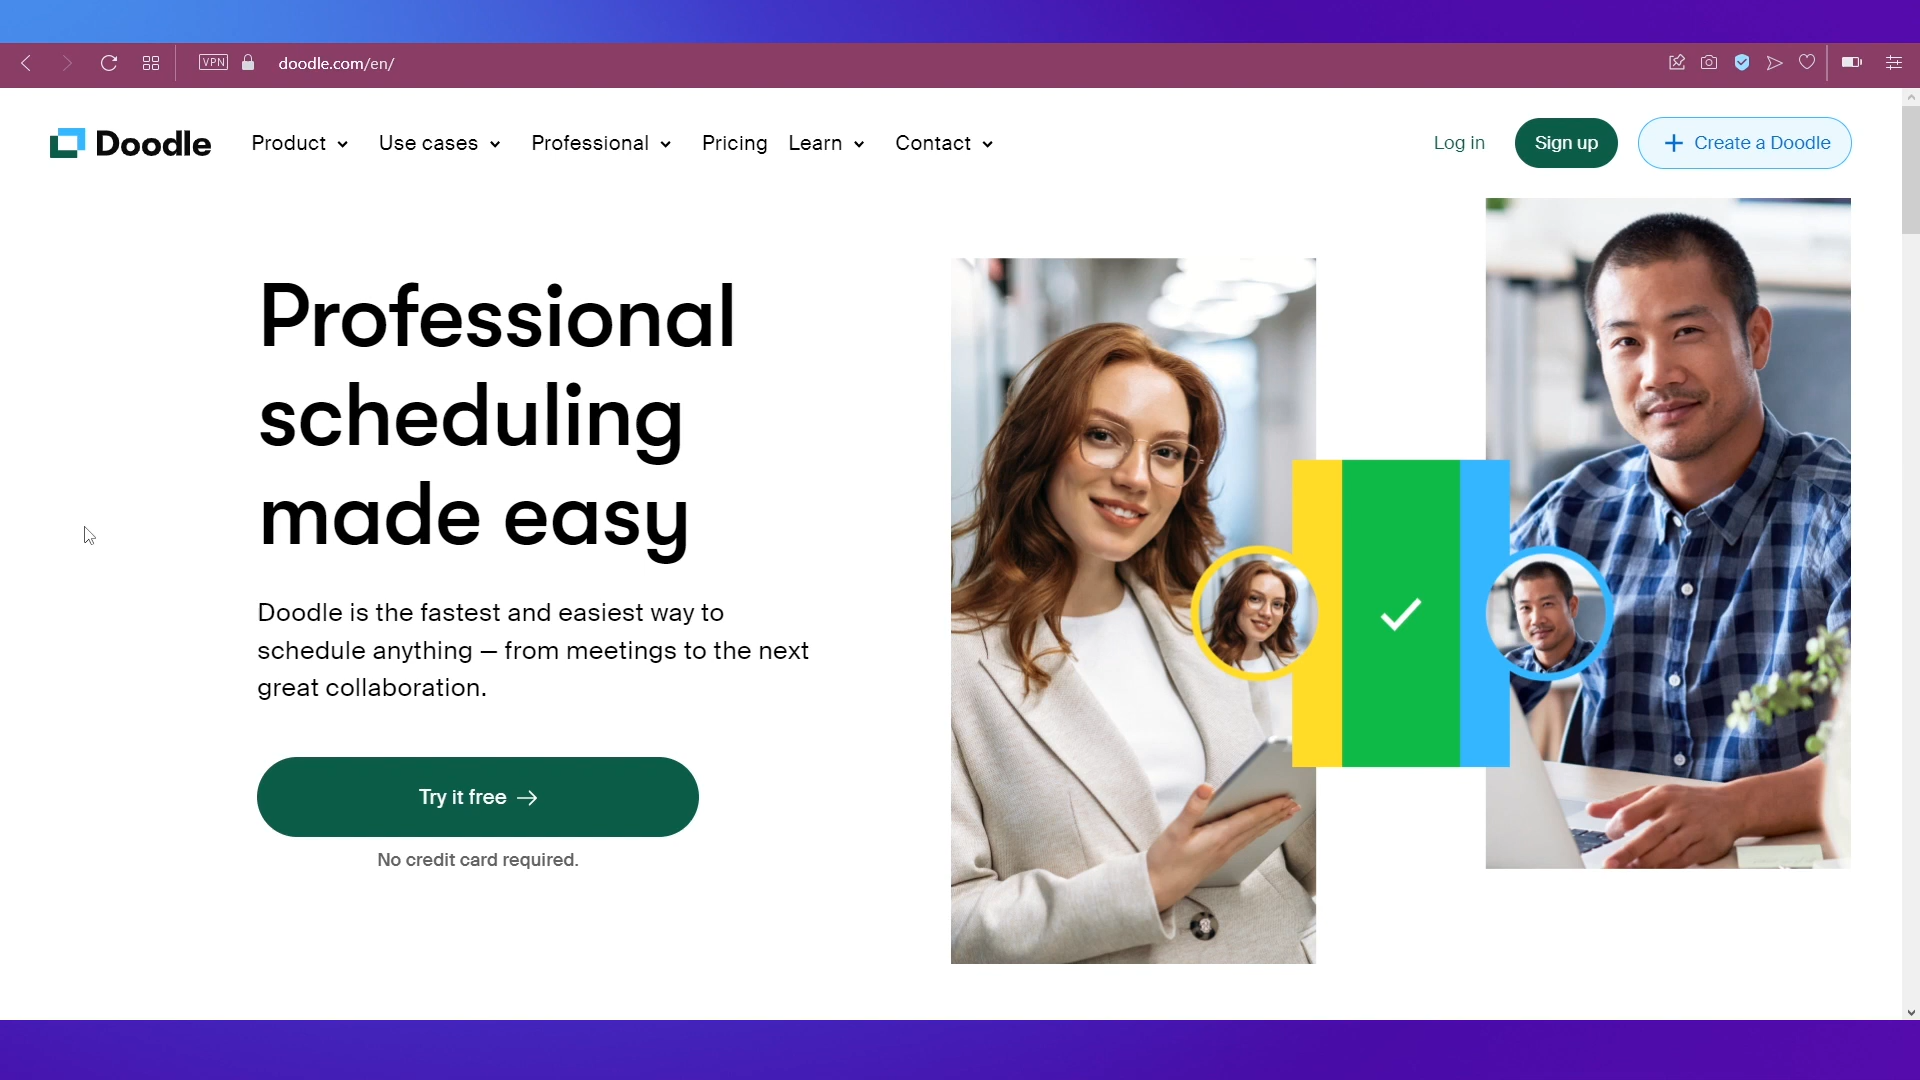 VPN
doodle.com/en/
Doodle
Product
Use cases
Professional
Pricing
Learn
Contact
Log in
Sign up
+ Create a Doodle
Professional
scheduling
made easy
Doodle is the fastest and easiest way to
schedule anything — from meetings to the next
great collaboration.
Try it free →
No credit card required.